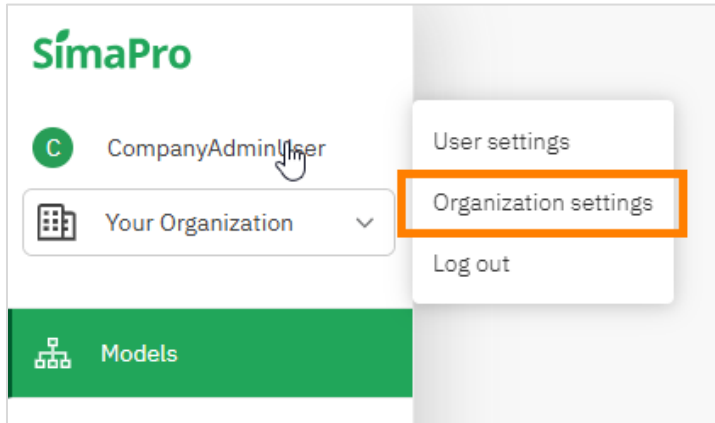 SimaPro
C CompanyAdminUser
Your Organization
Models
User settings
Organization settings
Log out